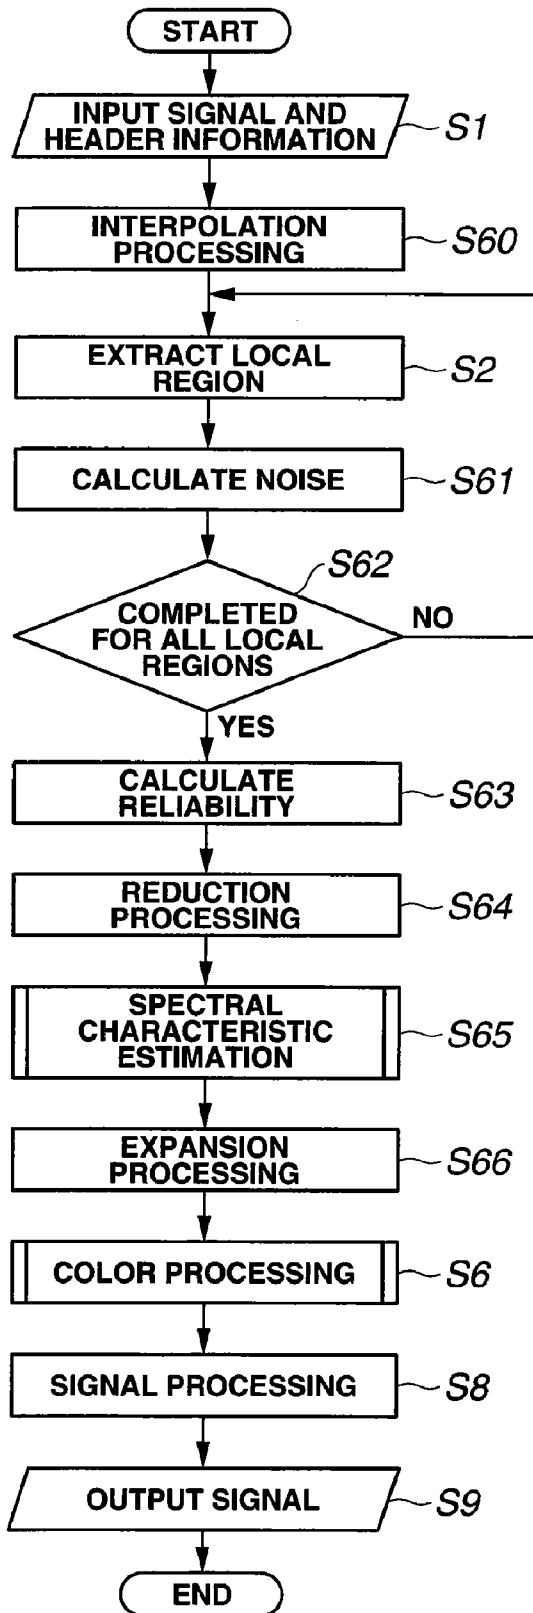 START
INPUT SIGNAL AND
HEADER INFORMATION
S1
INTERPOLATION
PROCESSING
S60
EXTRACT LOCAL
REGION
S2
CALCULATE NOISE
S61
S62
COMPLETED
FOR ALL LOCAL
REGIONS
NO
YES
CALCULATE
RELIABILITY
S63
REDUCTION
PROCESSING
S64
SPECTRAL
CHARACTERISTIC
ESTIMATION
S65
EXPANSION
PROCESSING
S66
COLOR PROCESSING
S6
SIGNAL PROCESSING
S8
OUTPUT SIGNAL
S9
END